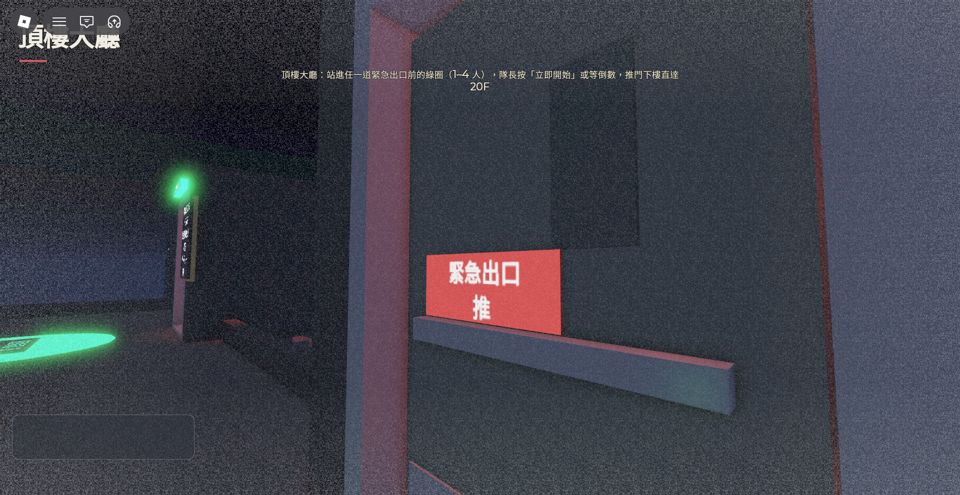 頂樓大廳
頂樓大廳：站進任一道緊急出口前的綠圈（1–4 人），隊長按「立即開始」或等倒數，推門下樓直達
20F
緊急出口
推